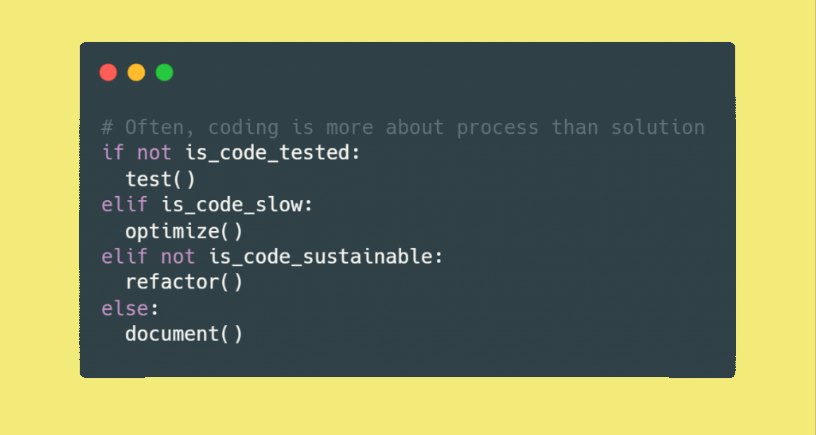 # Often, coding is more about process than solution
if not is_code_tested:
  test()
elif is_code_slow:
  optimize()
elif not is_code_sustainable:
  refactor()
else:
  document()